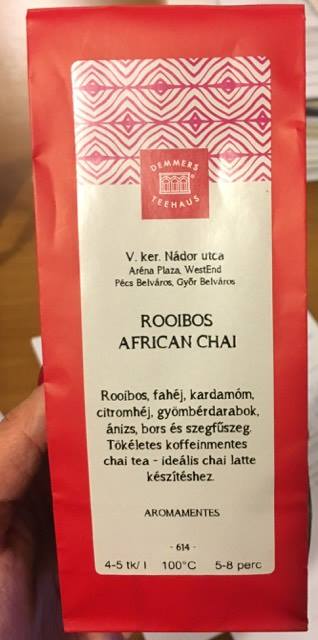 DEMMERS
TEEHAUS
V. ker. Nádor utca
Aréna Plaza, WestEnd
Pécs Belváros, Győr Belváros
ROOIBOS
AFRICAN CHAI
Rooibos, fahéj, kardamóm,
citromhéj, gyömbérdarabok,
ánizs, bors és szegfűszeg.
Tökéletes koffeinmentes
chai tea - ideális chai latte
készítéshez.
AROMAMENTES
- 614 -
4-5 tk/ l 100°C 5-8 perc